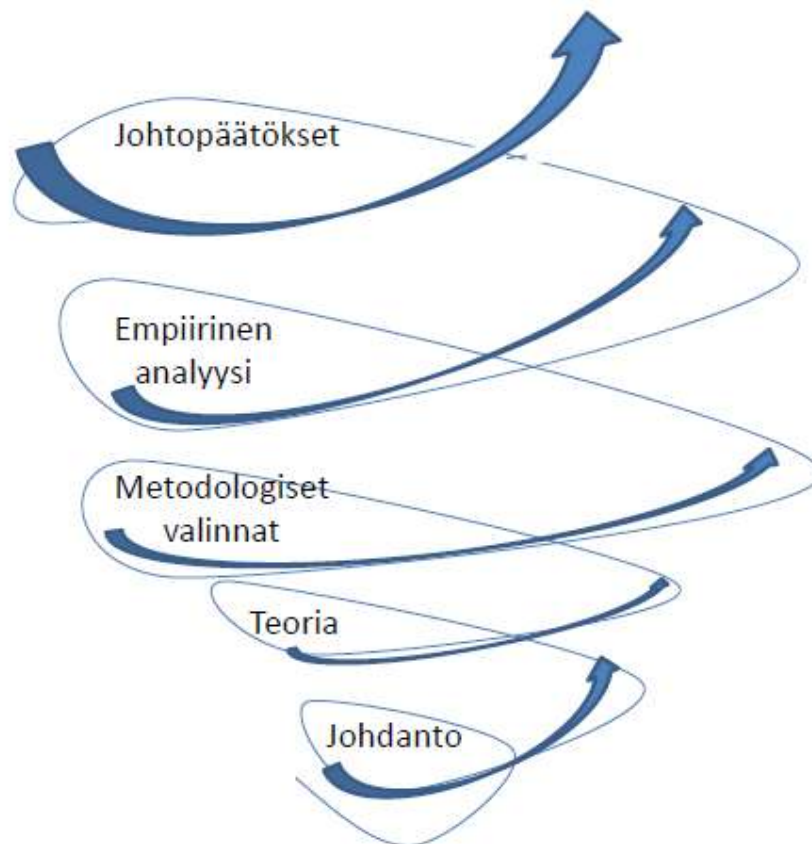 Johtopäätökset
Empiirinen
analyysi
Metodologiset
valinnat
Teoria
Johdanto